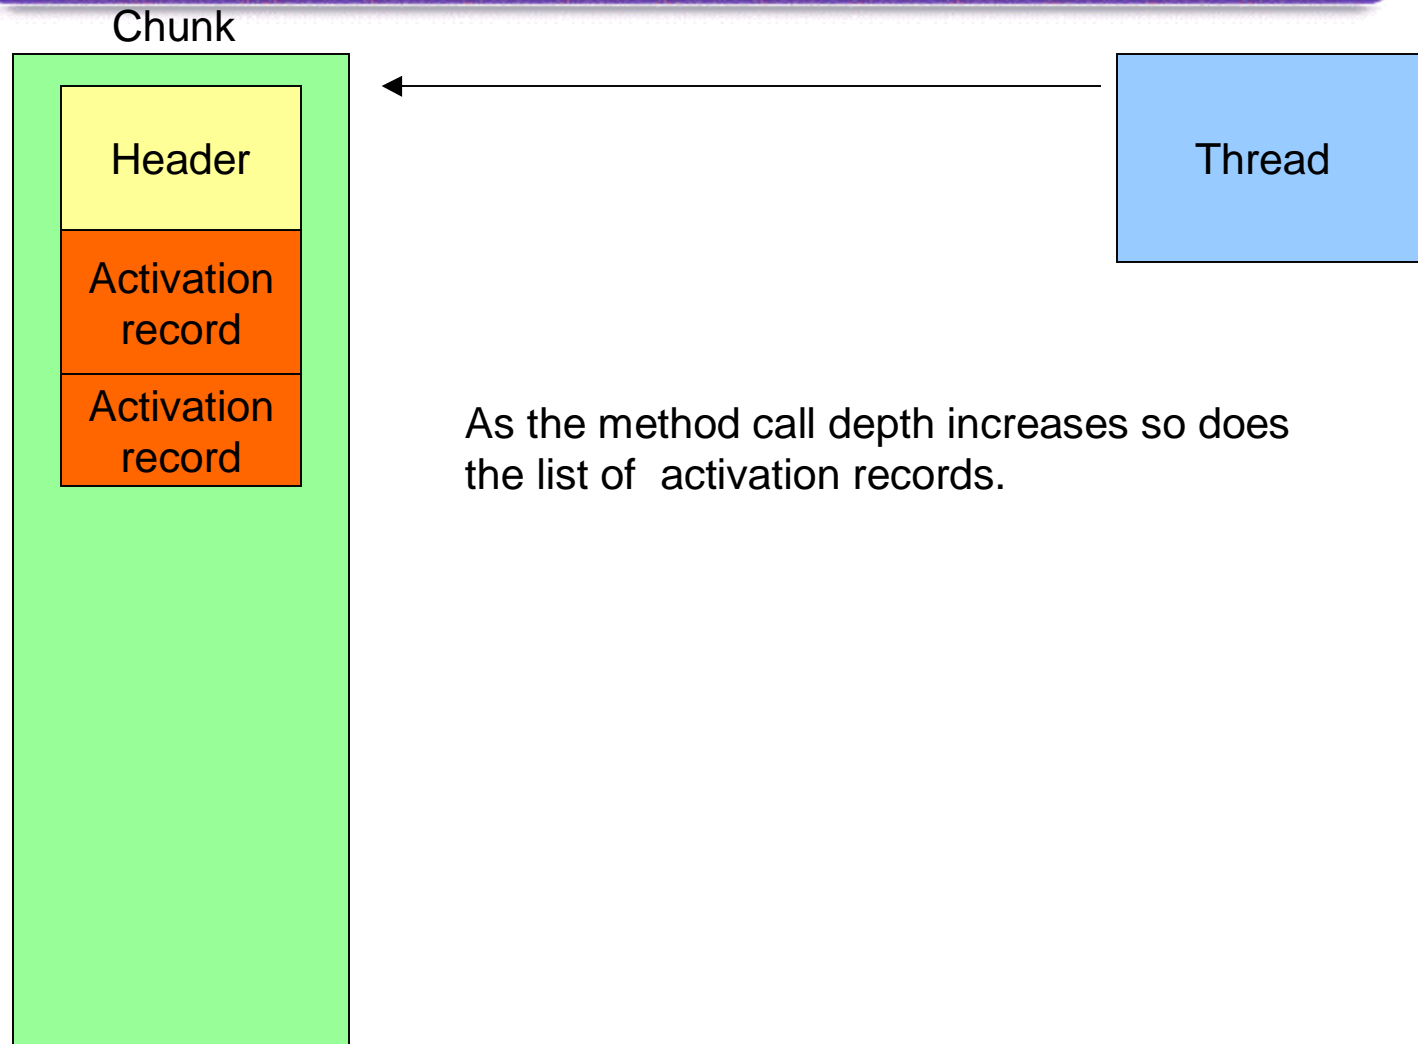 Chunk
Header
Thread
Activation
record
Activation
record
As the method call depth increases so does
the list of  activation records.